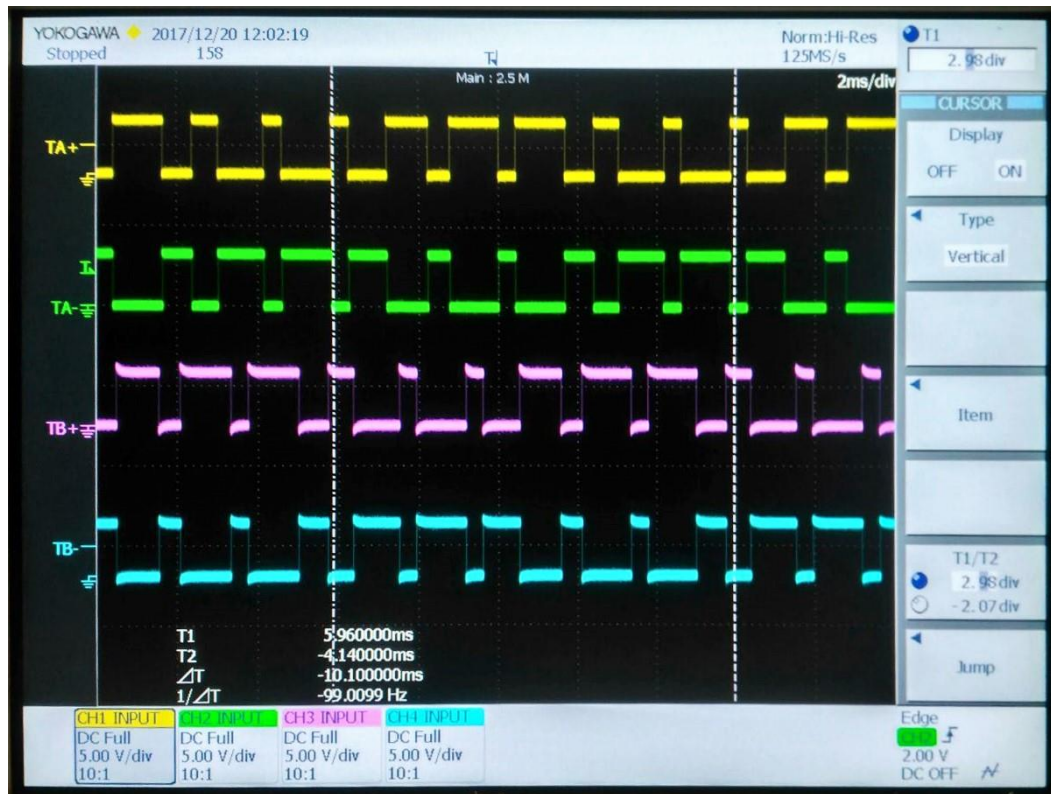 YOKOGAWA 2017/12/20 12:02:19
Stopped 158
Norm:Hi-Res
125MS/s
Main : 2.5 M
2ms/div
T1
2.98div
CURSOR
Display
OFF ON
Type
Vertical
Item
T1/T2
2.98div
-2.07div
Jump
TA+
TA-
TB+
TB-
T1 5.960000ms
T2 -4.140000ms
⊿T -10.100000ms
1/⊿T -99.0099 Hz
CH1 INPUT CH2 INPUT CH3 INPUT CH4 INPUT
DC Full DC Full DC Full DC Full
5.00 V/div 5.00 V/div 5.00 V/div 5.00 V/div
10:1 10:1 10:1 10:1
Edge
CH2
2.00 V
DC OFF